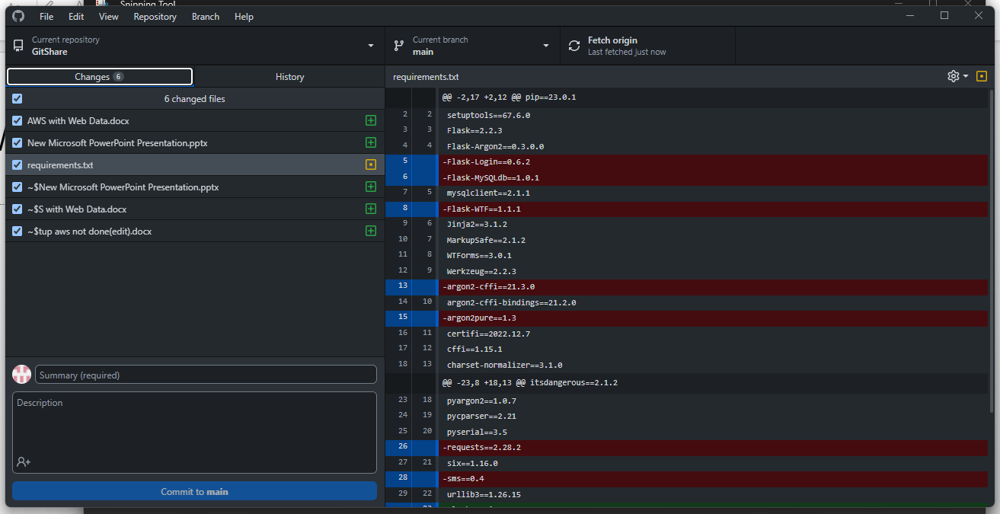 Snipping Tool
File Edit View Repository Branch Help
Current repository
GitShare
Current branch
main
Fetch origin
Last fetched just now
Changes 6
History
6 changed files
AWS with Web Data.docx
New Microsoft PowerPoint Presentation.pptx
requirements.txt
~$New Microsoft PowerPoint Presentation.pptx
~$S with Web Data.docx
~$tup aws not done(edit).docx
Summary (required)
Description
Commit to main
requirements.txt
@@ -2,17 +2,12 @@ pip==23.0.1
2 2 setuptools==67.6.0
3 3 Flask==2.2.3
4 4 Flask-Argon2==0.3.0.0
5 -Flask-Login==0.6.2
6 -Flask-MySQLdb==1.0.1
7 5 mysqlclient==2.1.1
8 -Flask-WTF==1.1.1
9 6 Jinja2==3.1.2
10 7 MarkupSafe==2.1.2
11 8 WTForms==3.0.1
12 9 Werkzeug==2.2.3
13 -argon2-cffi==21.3.0
14 10 argon2-cffi-bindings==21.2.0
15 -argon2pure==1.3
16 11 certifi==2022.12.7
17 12 cffi==1.15.1
18 13 charset-normalizer==3.1.0
@@ -23,8 +18,13 @@ itsdangerous==2.1.2
23 18 pyargon2==1.0.7
24 19 pycparser==2.21
25 20 pyserial==3.5
26 -requests==2.28.2
27 21 six==1.16.0
28 -sms==0.4
29 22 urllib3==1.26.15